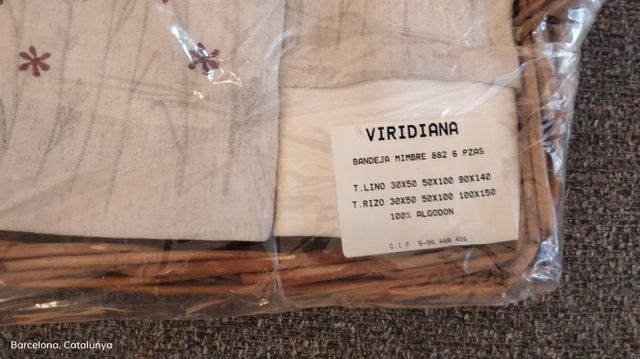 VIRIDIANA
BANDEJA MIMBRE 882 6 PZAS
T.LINO 30X50 50X100 90X140
T.RIZO 30X50 50X100 100X150
100% ALGODON
C.I.F B-96.460.456
Barcelona, Catalunya